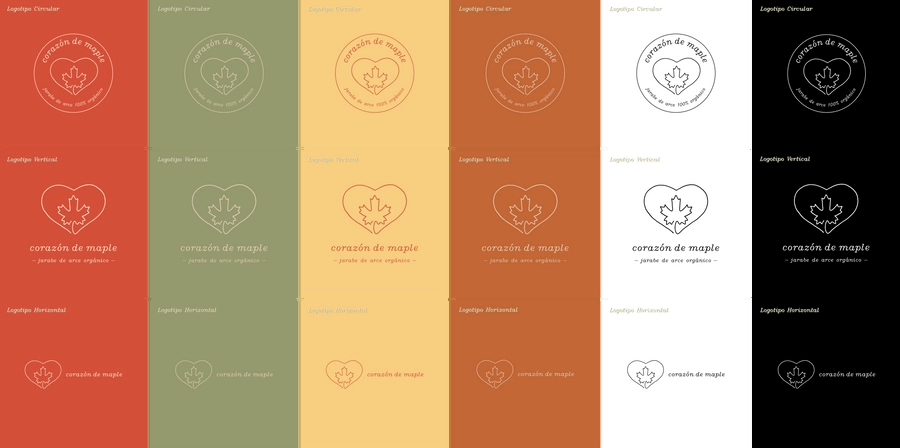 Logotipo Circular
corazón de maple
jarabe de arce 100% orgánico
Logotipo Circular
corazón de maple
jarabe de arce 100% orgánico
Logotipo Circular
corazón de maple
jarabe de arce 100% orgánico
Logotipo Circular
corazón de maple
jarabe de arce 100% orgánico
Logotipo Circular
corazón de maple
jarabe de arce 100% orgánico
Logotipo Circular
corazón de maple
jarabe de arce 100% orgánico
Logotipo Vertical
corazón de maple
– jarabe de arce orgánico –
Logotipo Vertical
corazón de maple
– jarabe de arce orgánico –
Logotipo Vertical
corazón de maple
– jarabe de arce orgánico –
Logotipo Vertical
corazón de maple
– jarabe de arce orgánico –
Logotipo Vertical
corazón de maple
– jarabe de arce orgánico –
Logotipo Vertical
corazón de maple
– jarabe de arce orgánico –
Logotipo Horizontal
corazón de maple
Logotipo Horizontal
corazón de maple
Logotipo Horizontal
corazón de maple
Logotipo Horizontal
corazón de maple
Logotipo Horizontal
corazón de maple
Logotipo Horizontal
corazón de maple